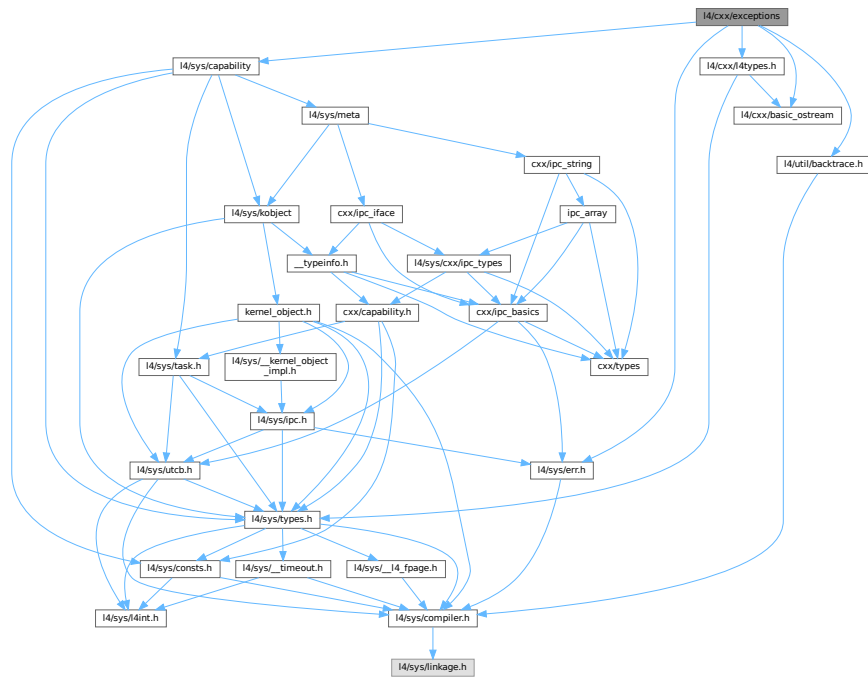 l4/cxx/exceptions
l4/sys/capability
l4/cxx/l4types.h
l4/sys/meta
l4/cxx/basic_ostream
cxx/ipc_string
l4/util/backtrace.h
l4/sys/kobject
cxx/ipc_iface
ipc_array
__typeinfo.h
l4/sys/cxx/ipc_types
kernel_object.h
cxx/capability.h
cxx/ipc_basics
l4/sys/task.h
l4/sys/__kernel_object
_impl.h
cxx/types
l4/sys/ipc.h
l4/sys/utcb.h
l4/sys/err.h
l4/sys/types.h
l4/sys/consts.h
l4/sys/__timeout.h
l4/sys/__l4_fpage.h
l4/sys/l4int.h
l4/sys/compiler.h
l4/sys/linkage.h